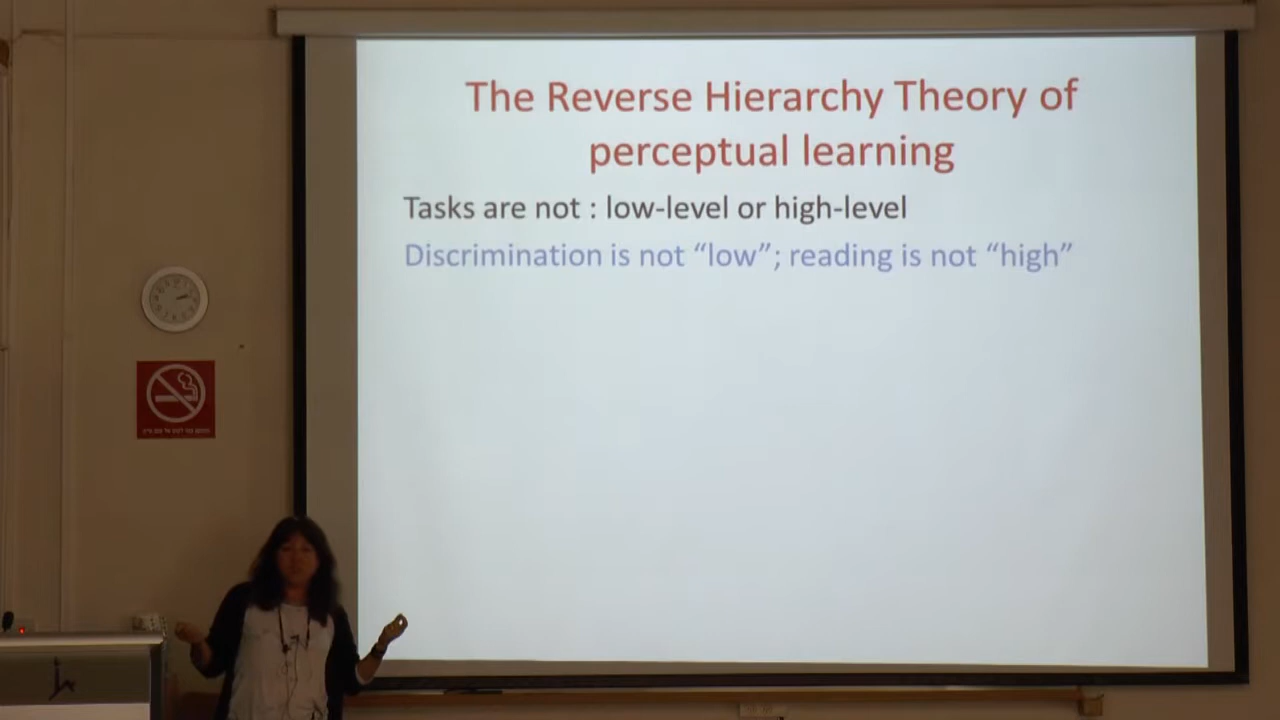 The Reverse Hierarchy Theory of
perceptual learning
Tasks are not : low-level or high-level
Discrimination is not “low”; reading is not “high”